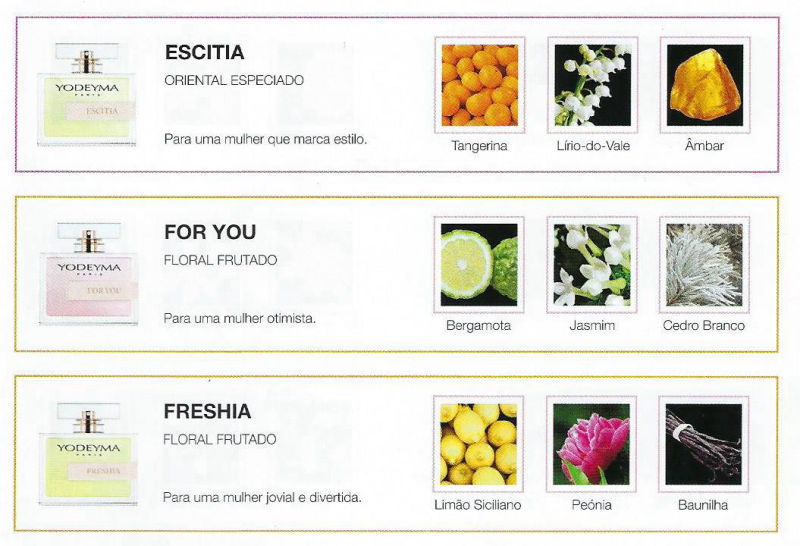 ESCITIA
ORIENTAL ESPECIADO
YODEYMA
PARIS
ESCITIA
Para uma mulher que marca estilo.
Tangerina
Lírio-do-Vale
Âmbar
FOR YOU
FLORAL FRUTADO
YODEYMA
PARIS
FOR YOU
Para uma mulher otimista.
Bergamota
Jasmim
Cedro Branco
FRESHIA
FLORAL FRUTADO
YODEYMA
PARIS
FRESHIA
Para uma mulher jovial e divertida.
Limão Siciliano
Peónia
Baunilha